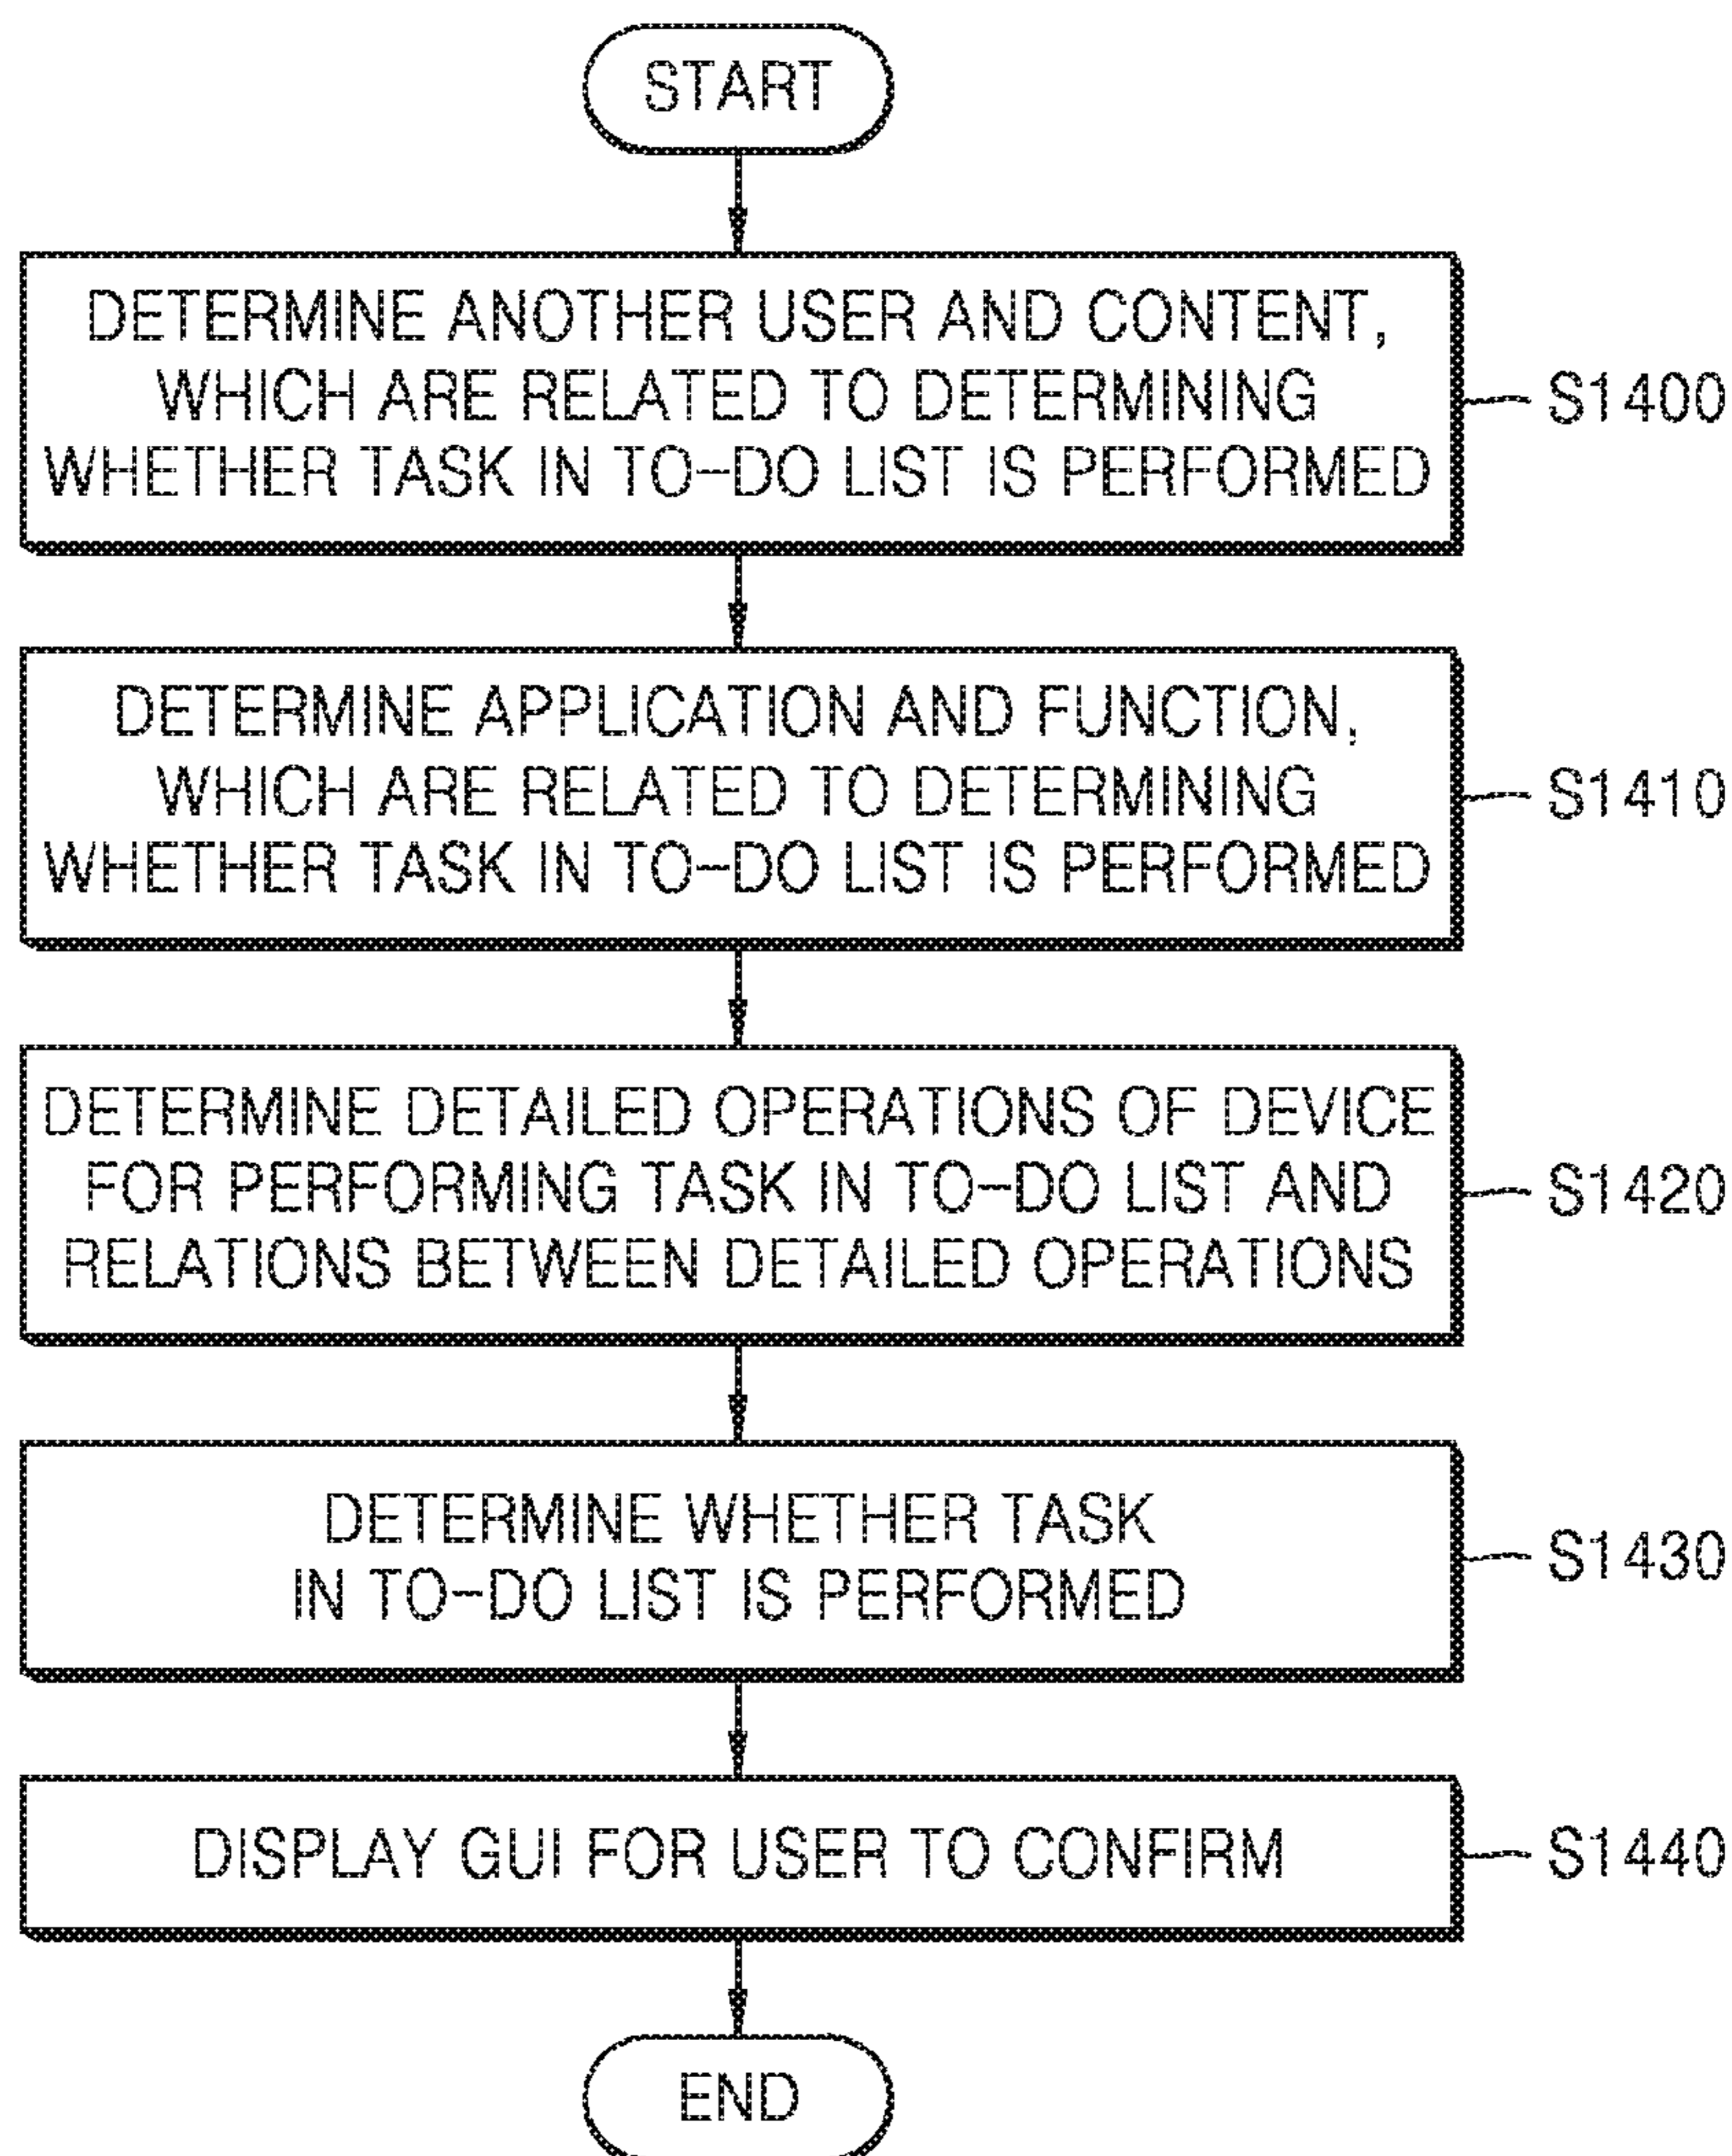 START
DETERMINE ANOTHER USER AND CONTENT,
WHICH ARE RELATED TO DETERMINING
WHETHER TASK IN TO-DO LIST IS PERFORMED
S1400
DETERMINE APPLICATION AND FUNCTION,
WHICH ARE RELATED TO DETERMINING
WHETHER TASK IN TO-DO LIST IS PERFORMED
S1410
DETERMINE DETAILED OPERATIONS OF DEVICE
FOR PERFORMING TASK IN TO-DO LIST AND
RELATIONS BETWEEN DETAILED OPERATIONS
S1420
DETERMINE WHETHER TASK
IN TO-DO LIST IS PERFORMED
S1430
DISPLAY GUI FOR USER TO CONFIRM
S1440
END